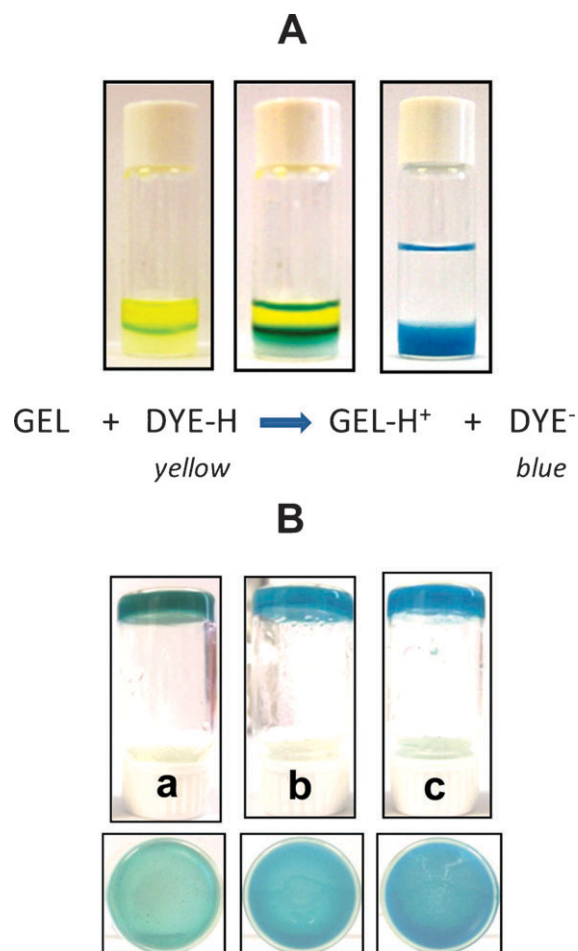 A
GEL + DYE-H → GEL-H⁺ + DYE⁻
yellow blue
B
a b c